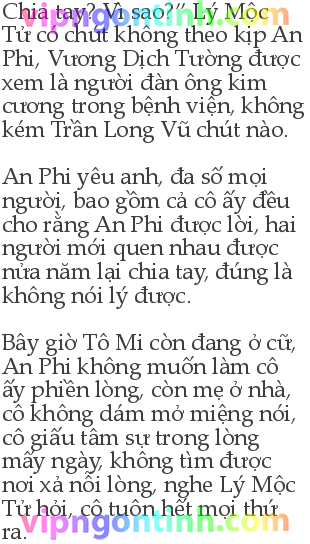 Chia tay? Vì sao?” Lý Mộc
Tử có chút không theo kịp An
Phi, Vương Dịch Tường được
xem là người đàn ông kim
cương trong bệnh viện, không
kém Trần Long Vũ chút nào.
An Phi yêu anh, đa số mọi
người, bao gồm cả cô ấy đều
cho rằng An Phi được lời, hai
người mới quen nhau được
nửa năm lại chia tay, đúng là
không nói lý được.
Bây giờ Tô Mi còn đang ở cữ,
An Phi không muốn làm cô
ấy phiền lòng, còn mẹ ở nhà,
cô không dám mở miệng nói,
cô giấu tâm sự trong lòng
mấy ngày, không tìm được
nơi xả nỗi lòng, nghe Lý Mộc
Tử hỏi, cô tuôn hết mọi thứ
ra.
vipngontinh.com
vipngontinh.com